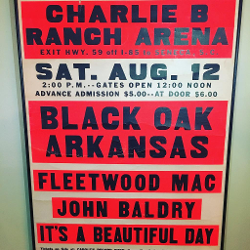 CHARLIE B
RANCH ARENA
EXIT HWY. 59 off I-85
SAT. AUG. 12
2:00 P.M.--GATES OPEN 12:00 NOON
ADVANCE ADMISSION $5.00--AT DOOR $6.00
BLACK OAK
ARKANSAS
FLEETWOOD MAC
JOHN BALDRY
IT'S A BEAUTIFUL DAY